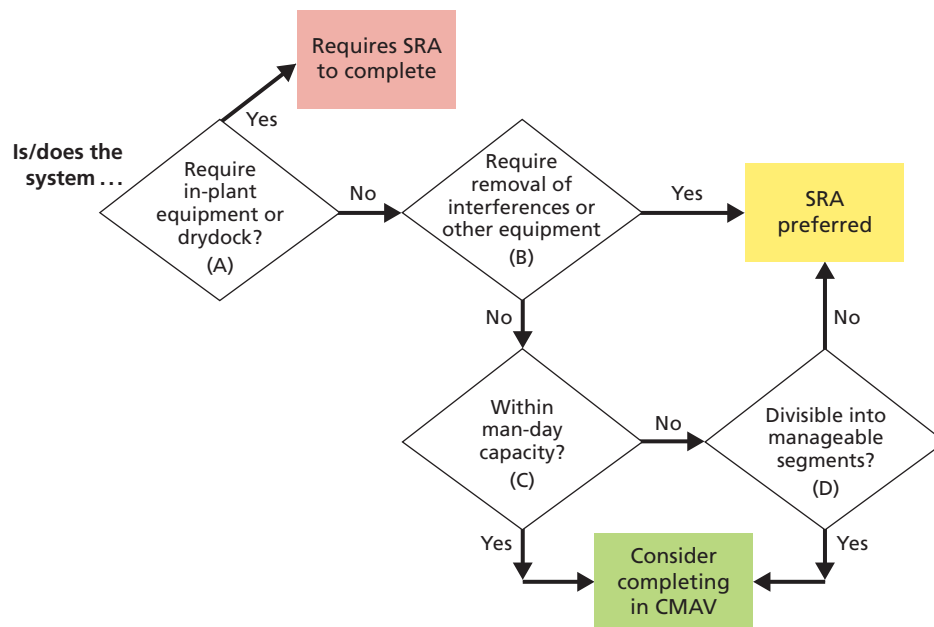 Requires SRA
to complete
Yes
Is/does the
system ...
Require
in-plant
equipment or
drydock?
(A)
No
Require
removal of
interferences or
other equipment
(B)
Yes
SRA
preferred
No
No
Within
man-day
capacity?
(C)
No
Divisible into
manageable
segments?
(D)
Yes
Consider
completing
in CMAV
Yes